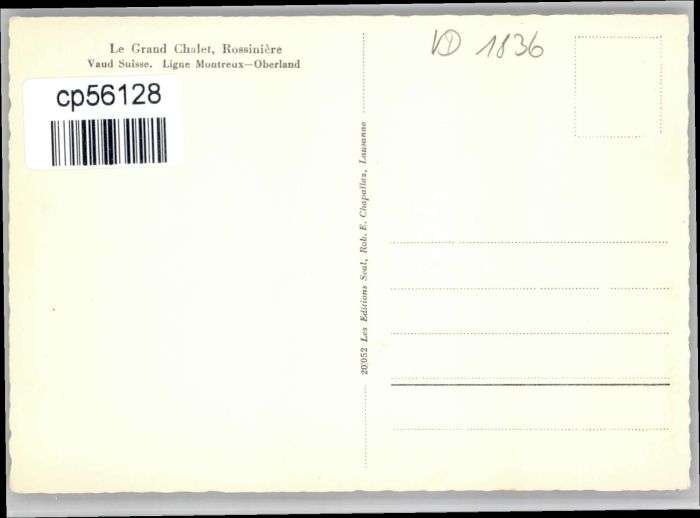 Le Grand Chalet, Rossinière
Vaud Suisse. Ligne Montreux—Oberland
cp56128
VD 1836
20.052 Les Editions Seal, Rob. E. Chapallaz, Lausanne